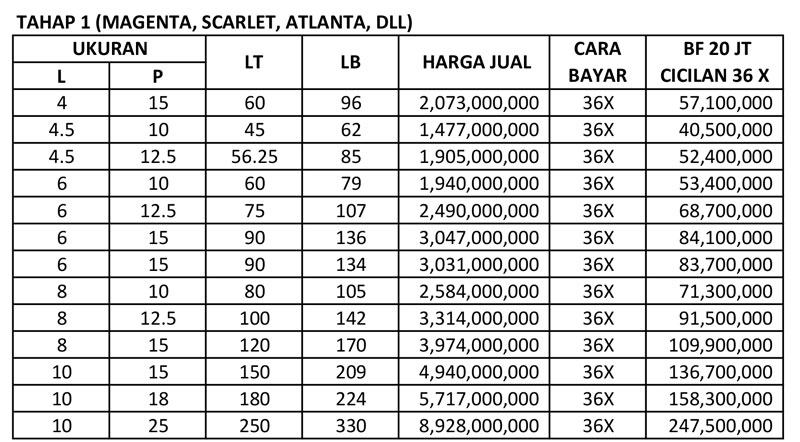 TAHAP 1 (MAGENTA, SCARLET, ATLANTA, DLL)
UKURAN LT LB HARGA JUAL CARA BAYAR BF 20 JT CICILAN 36 X
L P
4 15 60 96 2,073,000,000 36X 57,100,000
4.5 10 45 62 1,477,000,000 36X 40,500,000
4.5 12.5 56.25 85 1,905,000,000 36X 52,400,000
6 10 60 79 1,940,000,000 36X 53,400,000
6 12.5 75 107 2,490,000,000 36X 68,700,000
6 15 90 136 3,047,000,000 36X 84,100,000
6 15 90 134 3,031,000,000 36X 83,700,000
8 10 80 105 2,584,000,000 36X 71,300,000
8 12.5 100 142 3,314,000,000 36X 91,500,000
8 15 120 170 3,974,000,000 36X 109,900,000
10 15 150 209 4,940,000,000 36X 136,700,000
10 18 180 224 5,717,000,000 36X 158,300,000
10 25 250 330 8,928,000,000 36X 247,500,000